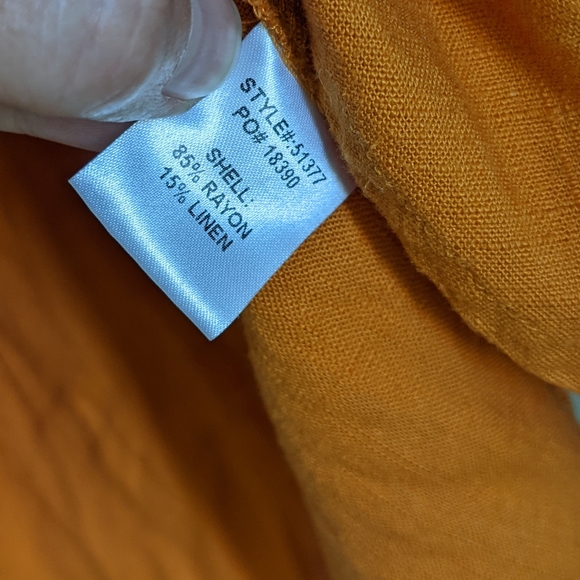 STYLE#:51377
PO# 18390
SHELL:
85% RAYON
15% LINEN